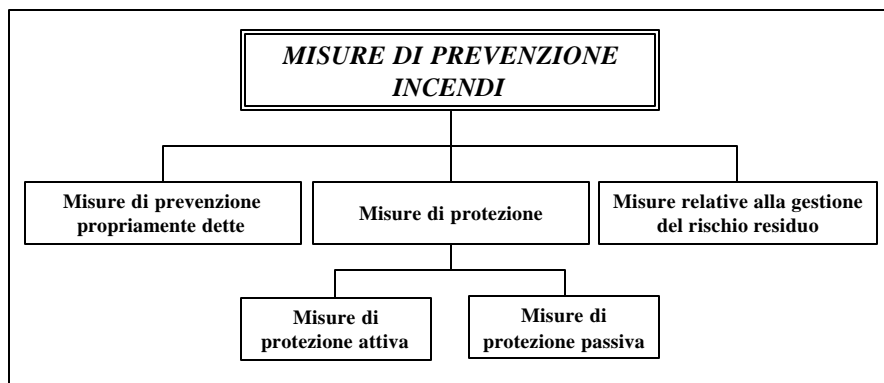 MISURE DI PREVENZIONE
INCENDI
Misure di prevenzione
propriamente dette
Misure di protezione
Misure relative alla gestione
del rischio residuo
Misure di
protezione attiva
Misure di
protezione passiva